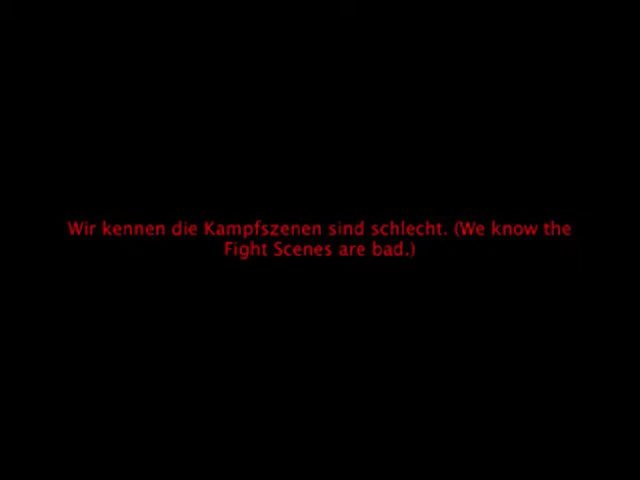 Wir kennen die Kampfszenen sind schlecht. (We know the
Fight Scenes are bad.)